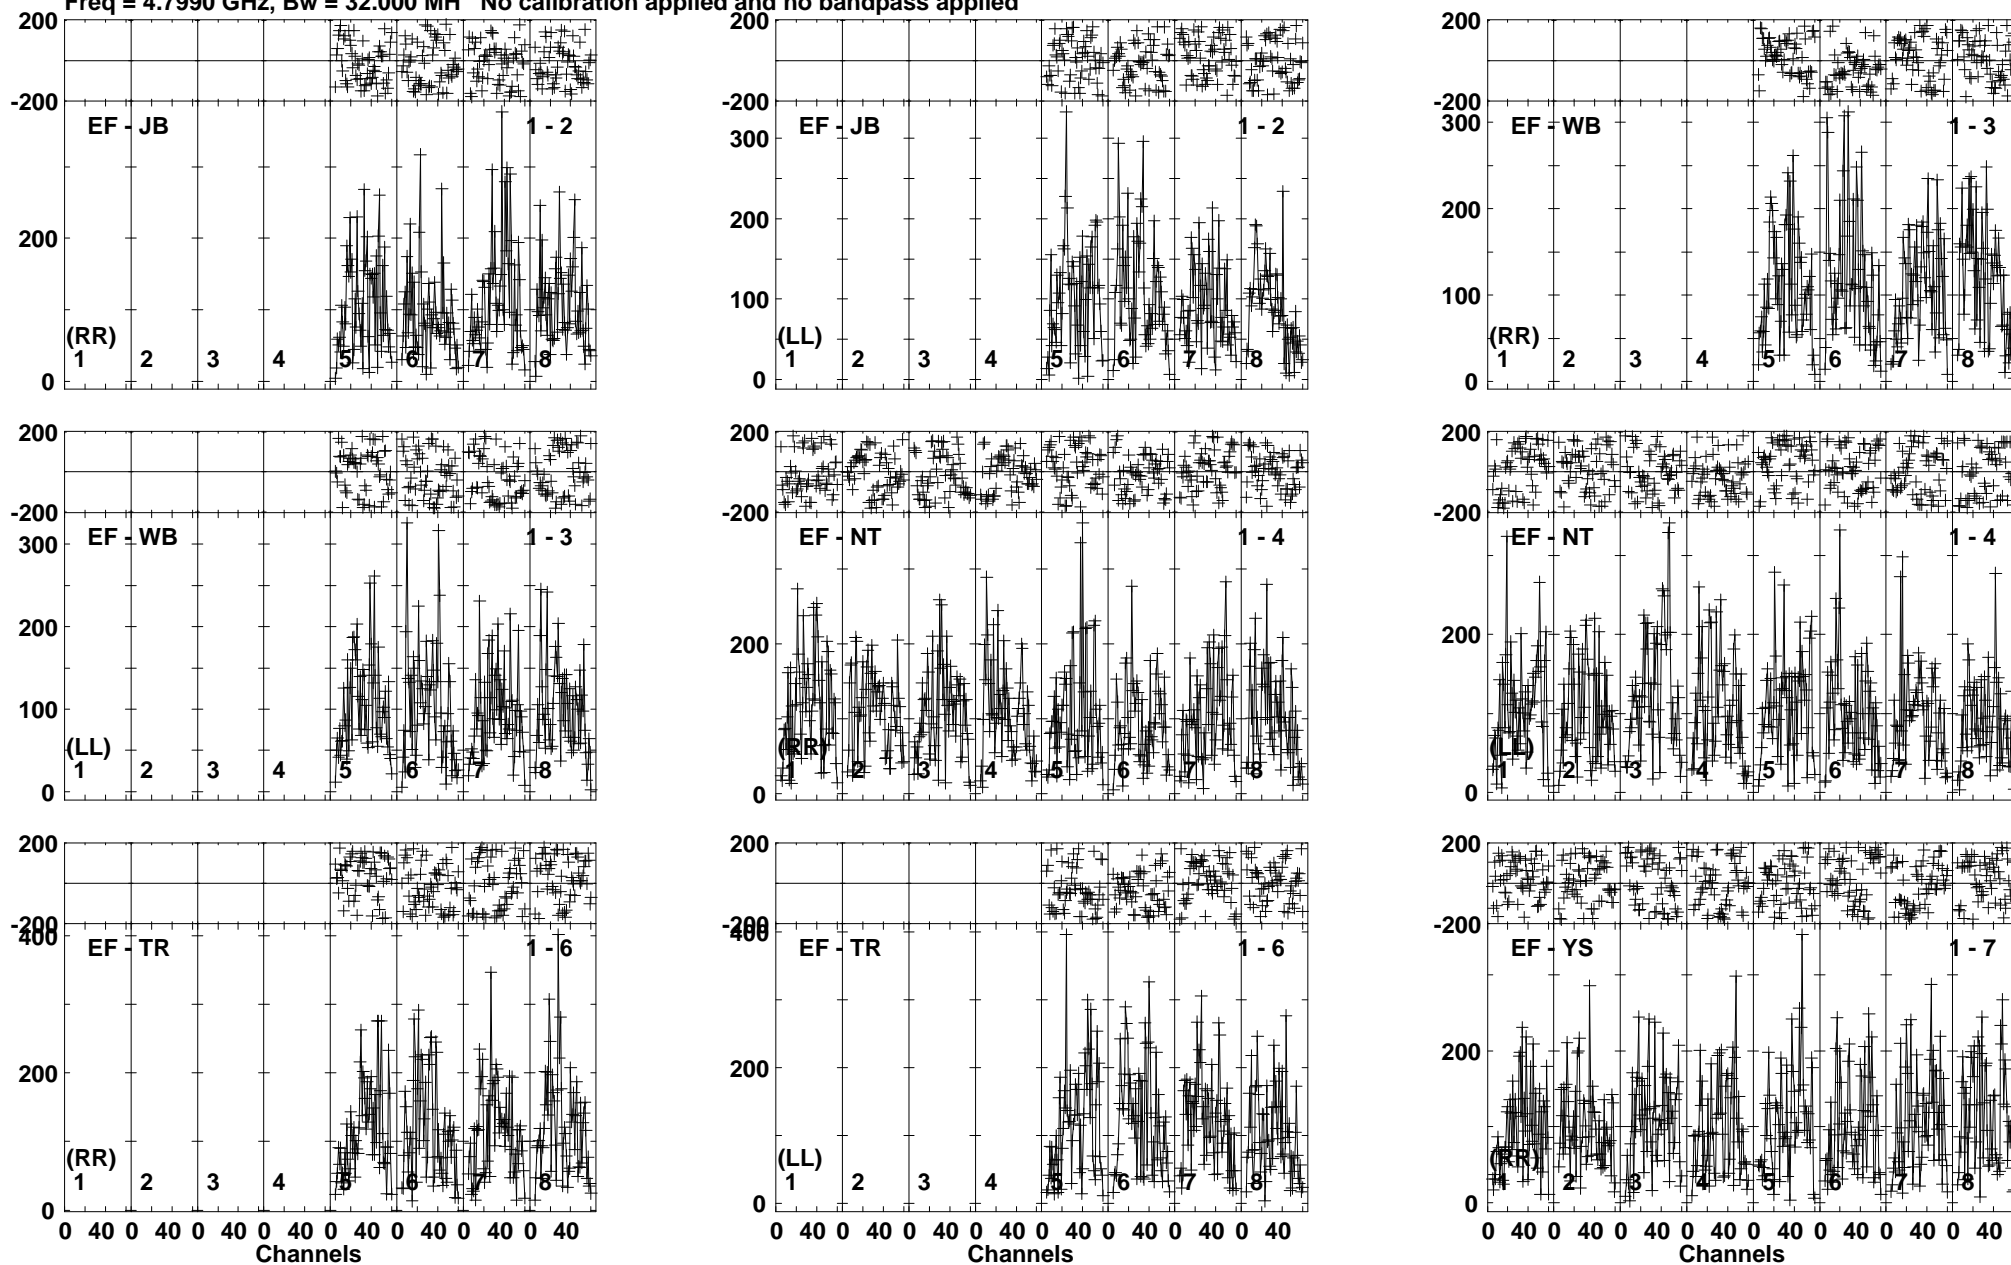 Freq = 4.7990 GHz, Bw = 32.000 MH No calibration applied and no bandpass applied
200 200 200
-200 -200 -200
EF - JB 1 - 2 EF - JB 1 - 2 EF - WB 1 - 3
300 300
200 200 200
100 100
(RR) (LL) (RR)
1 2 3 4 5 6 7 8 1 2 3 4 5 6 7 8 1 2 3 4 5 6 7 8
0 0 0
200 200 200
-200 -200 -200
EF - WB 1 - 3 EF - NT 1 - 4 EF - NT 1 - 4
300
200 200 200
100
(LL) (RR) (LL)
1 2 3 4 5 6 7 8 1 2 3 4 5 6 7 8 1 2 3 4 5 6 7 8
0 0 0
200 200 200
-200 -200 -200
400 400
EF - TR 1 - 6 EF - TR 1 - 6 EF - YS 1 - 7
200 200 200
(RR) (LL) (RR)
1 2 3 4 5 6 7 8 1 2 3 4 5 6 7 8 1 2 3 4 5 6 7 8
0 0 0
0 40 0 40 0 40 0 40 0 40 0 40 0 40 0 40 0 40 0 40 0 40 0 40 0 40 0 40 0 40 0 40 0 40 0 40 0 40 0 40 0 40 0 40 0 40 0 40
Channels Channels Channels